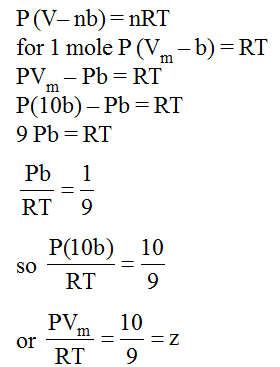 P (V– nb) = nRT
for 1 mole P (Vₘ – b) = RT
PVₘ – Pb = RT
P(10b) – Pb = RT
9 Pb = RT
Pb/RT = 1/9
so P(10b)/RT = 10/9
or PVₘ/RT = 10/9 = z